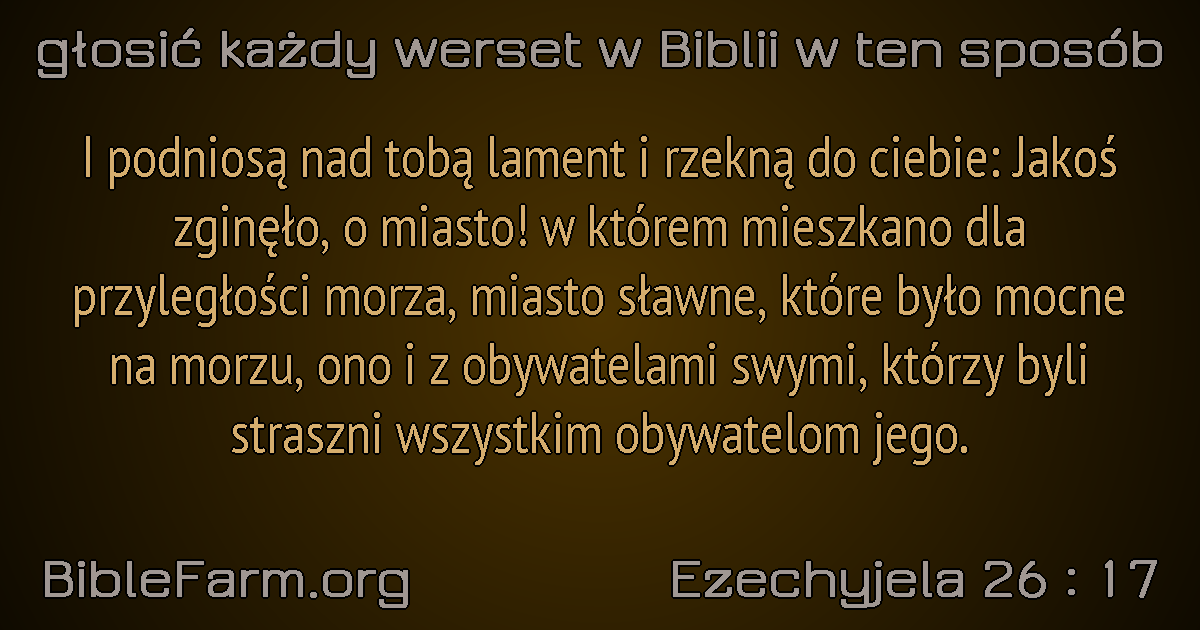 głosić każdy werset w Biblii w ten sposób
I podniosą nad tobą lament i rzekną do ciebie: Jakoś
zginęło, o miasto! w którem mieszkano dla
przyległości morza, miasto sławne, które było mocne
na morzu, ono i z obywatelami swymi, którzy byli
straszni wszystkim obywatelom jego.
BibleFarm.org
Ezechyjela 26 : 17